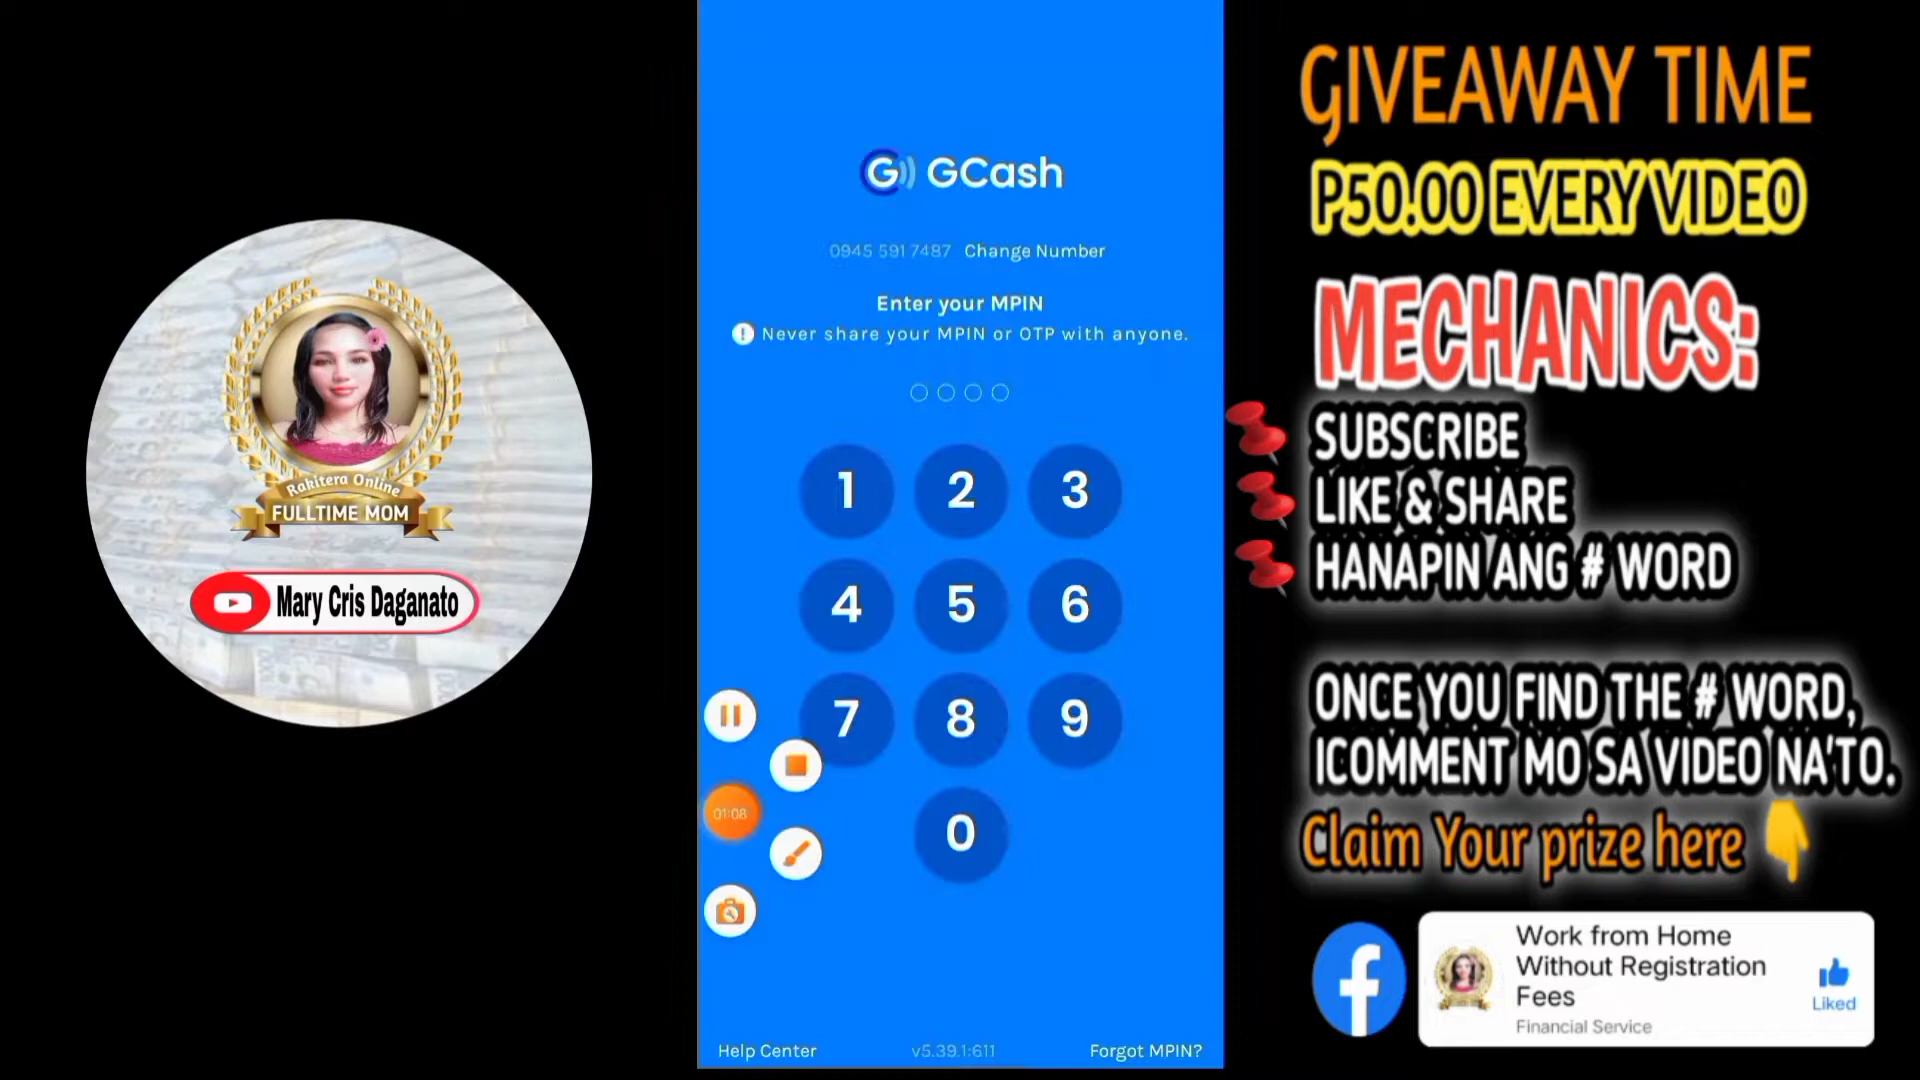 Rakitera Online
FULLTIME MOM
Mary Cris Daganato
G GCash
0945 591 7487 Change Number
Enter your MPIN
! Never share your MPIN or OTP with anyone.
1 2 3
4 5 6
7 8 9
0
01:08
Help Center v5.39.1:611 Forgot MPIN?
GIVEAWAY TIME
P50.00 EVERY VIDEO
MECHANICS:
SUBSCRIBE
LIKE & SHARE
HANAPIN ANG # WORD
ONCE YOU FIND THE # WORD,
ICOMMENT MO SA VIDEO NA'TO.
Claim Your prize here
f
Work from Home
Without Registration
Fees
Financial Service
Liked